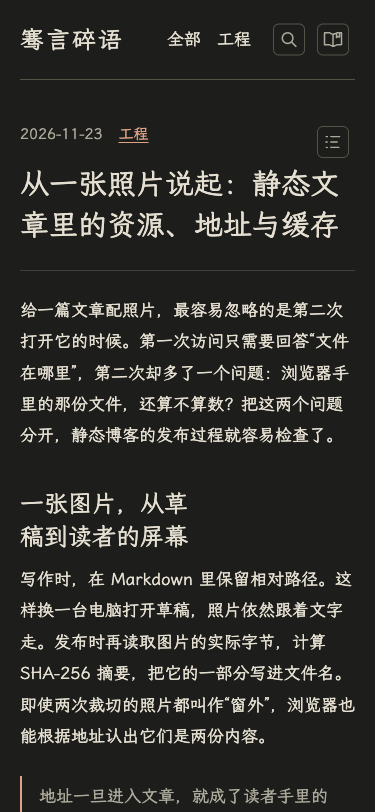 骞言碎语
全部 工程
2026-11-23 工程
从一张照片说起：静态文
章里的资源、地址与缓存
给一篇文章配照片，最容易忽略的是第二次
打开它的时候。第一次访问只需要回答“文件
在哪里”，第二次却多了一个问题：浏览器手
里的那份文件，还算不算数？把这两个问题
分开，静态博客的发布过程就容易检查了。
一张图片，从草
稿到读者的屏幕
写作时，在 Markdown 里保留相对路径。这
样换一台电脑打开草稿，照片依然跟着文字
走。发布时再读取图片的实际字节，计算
SHA-256 摘要，把它的一部分写进文件名。
即使两次裁切的照片都叫作“窗外”，浏览器也
能根据地址认出它们是两份内容。
地址一旦进入文章，就成了读者手里的